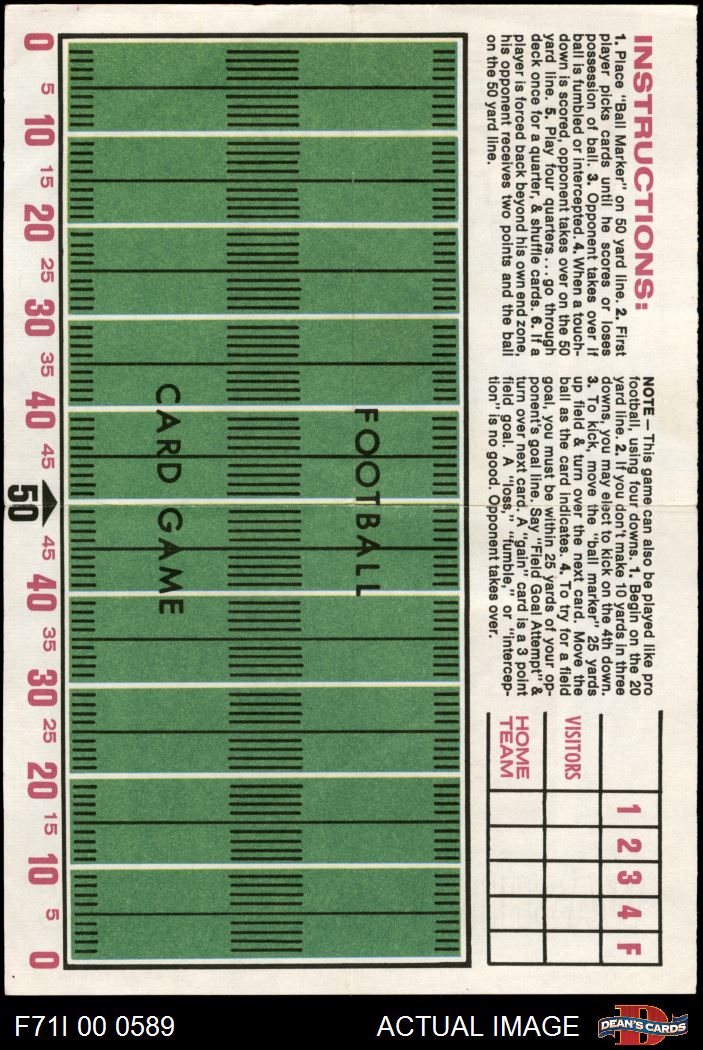 INSTRUCTIONS:
1. Place "Ball Marker" on 50 yard line. 2. First
player picks cards until he scores or loses
possession of ball. 3. Opponent takes over if
ball is fumbled or intercepted. 4. When a touch-
down is scored, opponent takes over on the 50
yard line. 5. Play four quarters...go through
deck once for a quarter, & shuffle cards. 6. If a
player is forced back beyond his own end zone,
his opponent receives two points and the ball
on the 50 yard line.
NOTE — This game can also be played like pro
football, using four downs. 1. Begin on the 20
yard line. 2. If you don't make 10 yards in three
downs, you may elect to kick on the 4th down.
3. To kick, move the "ball marker" 25 yards
up field & turn over the next card. Move the
ball as the card indicates. 4. To try for a field
goal, you must be within 25 yards of your op-
ponent's goal line. Say "Field Goal Attempt" &
turn over next card. A "gain" card is a 3 point
field goal. A "loss," "fumble," or "intercep-
tion" is no good. Opponent takes over.
1 2 3 4 F
VISITORS
HOME
TEAM
FOOTBALL
CARD GAME
0 5 10 15 20 25 30 35 40 45 50 45 40 35 30 25 20 15 10 5 0
F71I 00 0589
ACTUAL IMAGE
D
DEAN'S CARDS